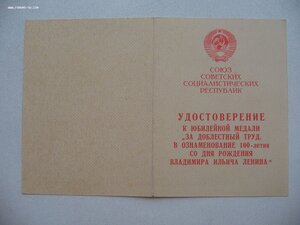 СОЮЗ
СОВЕТСКИХ
СОЦИАЛИСТИЧЕСКИХ
РЕСПУБЛИК
УДОСТОВЕРЕНИЕ
К ЮБИЛЕЙНОЙ МЕДАЛИ
„ЗА ДОБЛЕСТНЫЙ ТРУД.
В ОЗНАМЕНОВАНИЕ 100-летия
СО ДНЯ РОЖДЕНИЯ
ВЛАДИМИРА ИЛЬИЧА ЛЕНИНА“